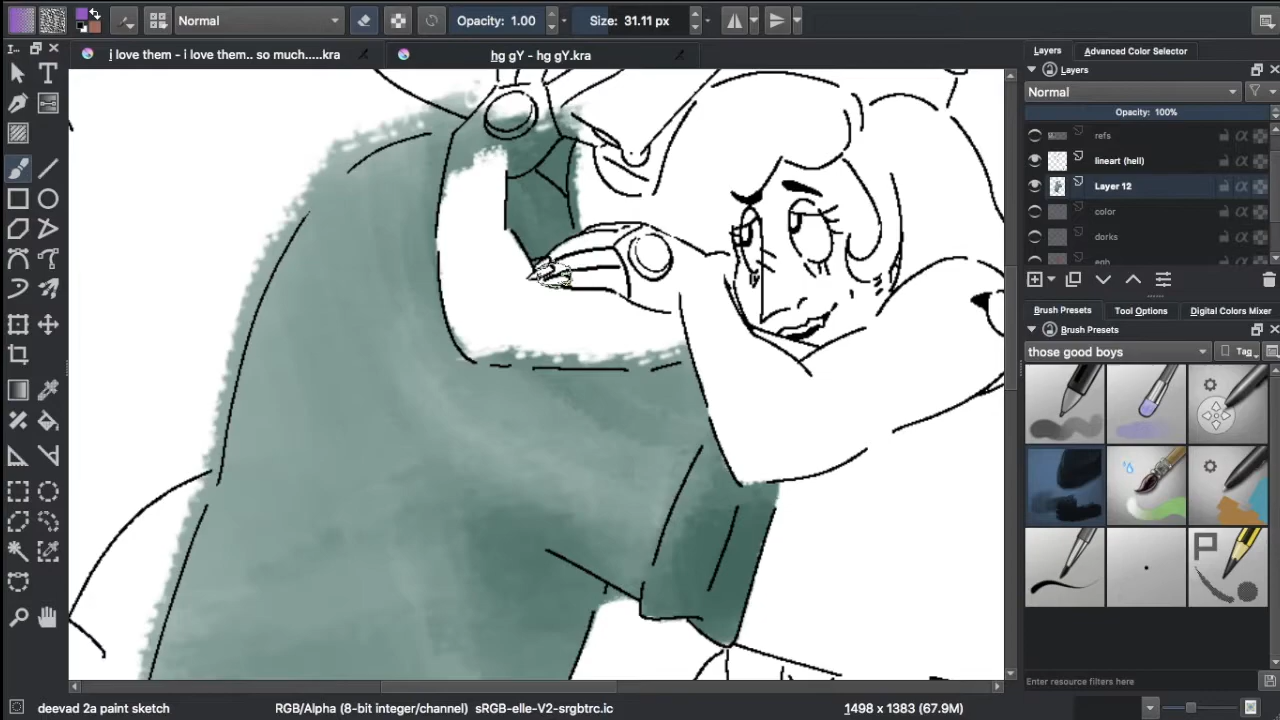 Normal
Opacity: 1.00
Size: 31.11 px
I...
i love them - i love them.. so much.....kra
hg gY - hg gY.kra
Layers
Advanced Color Selector
Layers
Normal
Opacity: 100%
refs
lineart (hell)
Layer 12
color
dorks
egh
Brush Presets
Tool Options
Digital Colors Mixer
Brush Presets
those good boys
Tag
P
Enter resource filters here
deevad 2a paint sketch
RGB/Alpha (8-bit integer/channel) sRGB-elle-V2-srgbtrc.ic
1498 x 1383 (67.9M)